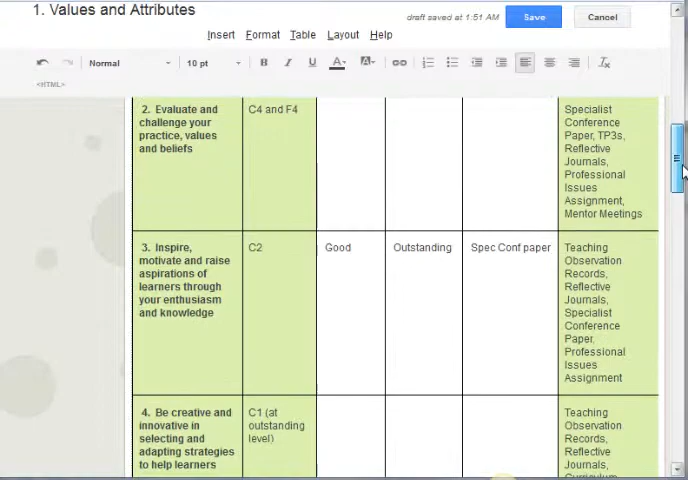 1. Values and Attributes
draft saved at 1:51 AM
Save
Cancel
Insert Format Table Layout Help
Normal
10 pt
B I U A A
<HTML>
2. Evaluate and
challenge your
practice, values
and beliefs
C4 and F4
Specialist
Conference
Paper, TP3s,
Reflective
Journals,
Professional
Issues
Assignment,
Mentor Meetings
3. Inspire,
motivate and raise
aspirations of
learners through
your enthusiasm
and knowledge
C2
Good
Outstanding
Spec Conf paper
Teaching
Observation
Records,
Reflective
Journals,
Specialist
Conference
Paper,
Professional
Issues
Assignment
4. Be creative and
innovative in
selecting and
adapting strategies
to help learners
C1 (at
outstanding
level)
Teaching
Observation
Records,
Reflective
Journals,
Curriculum